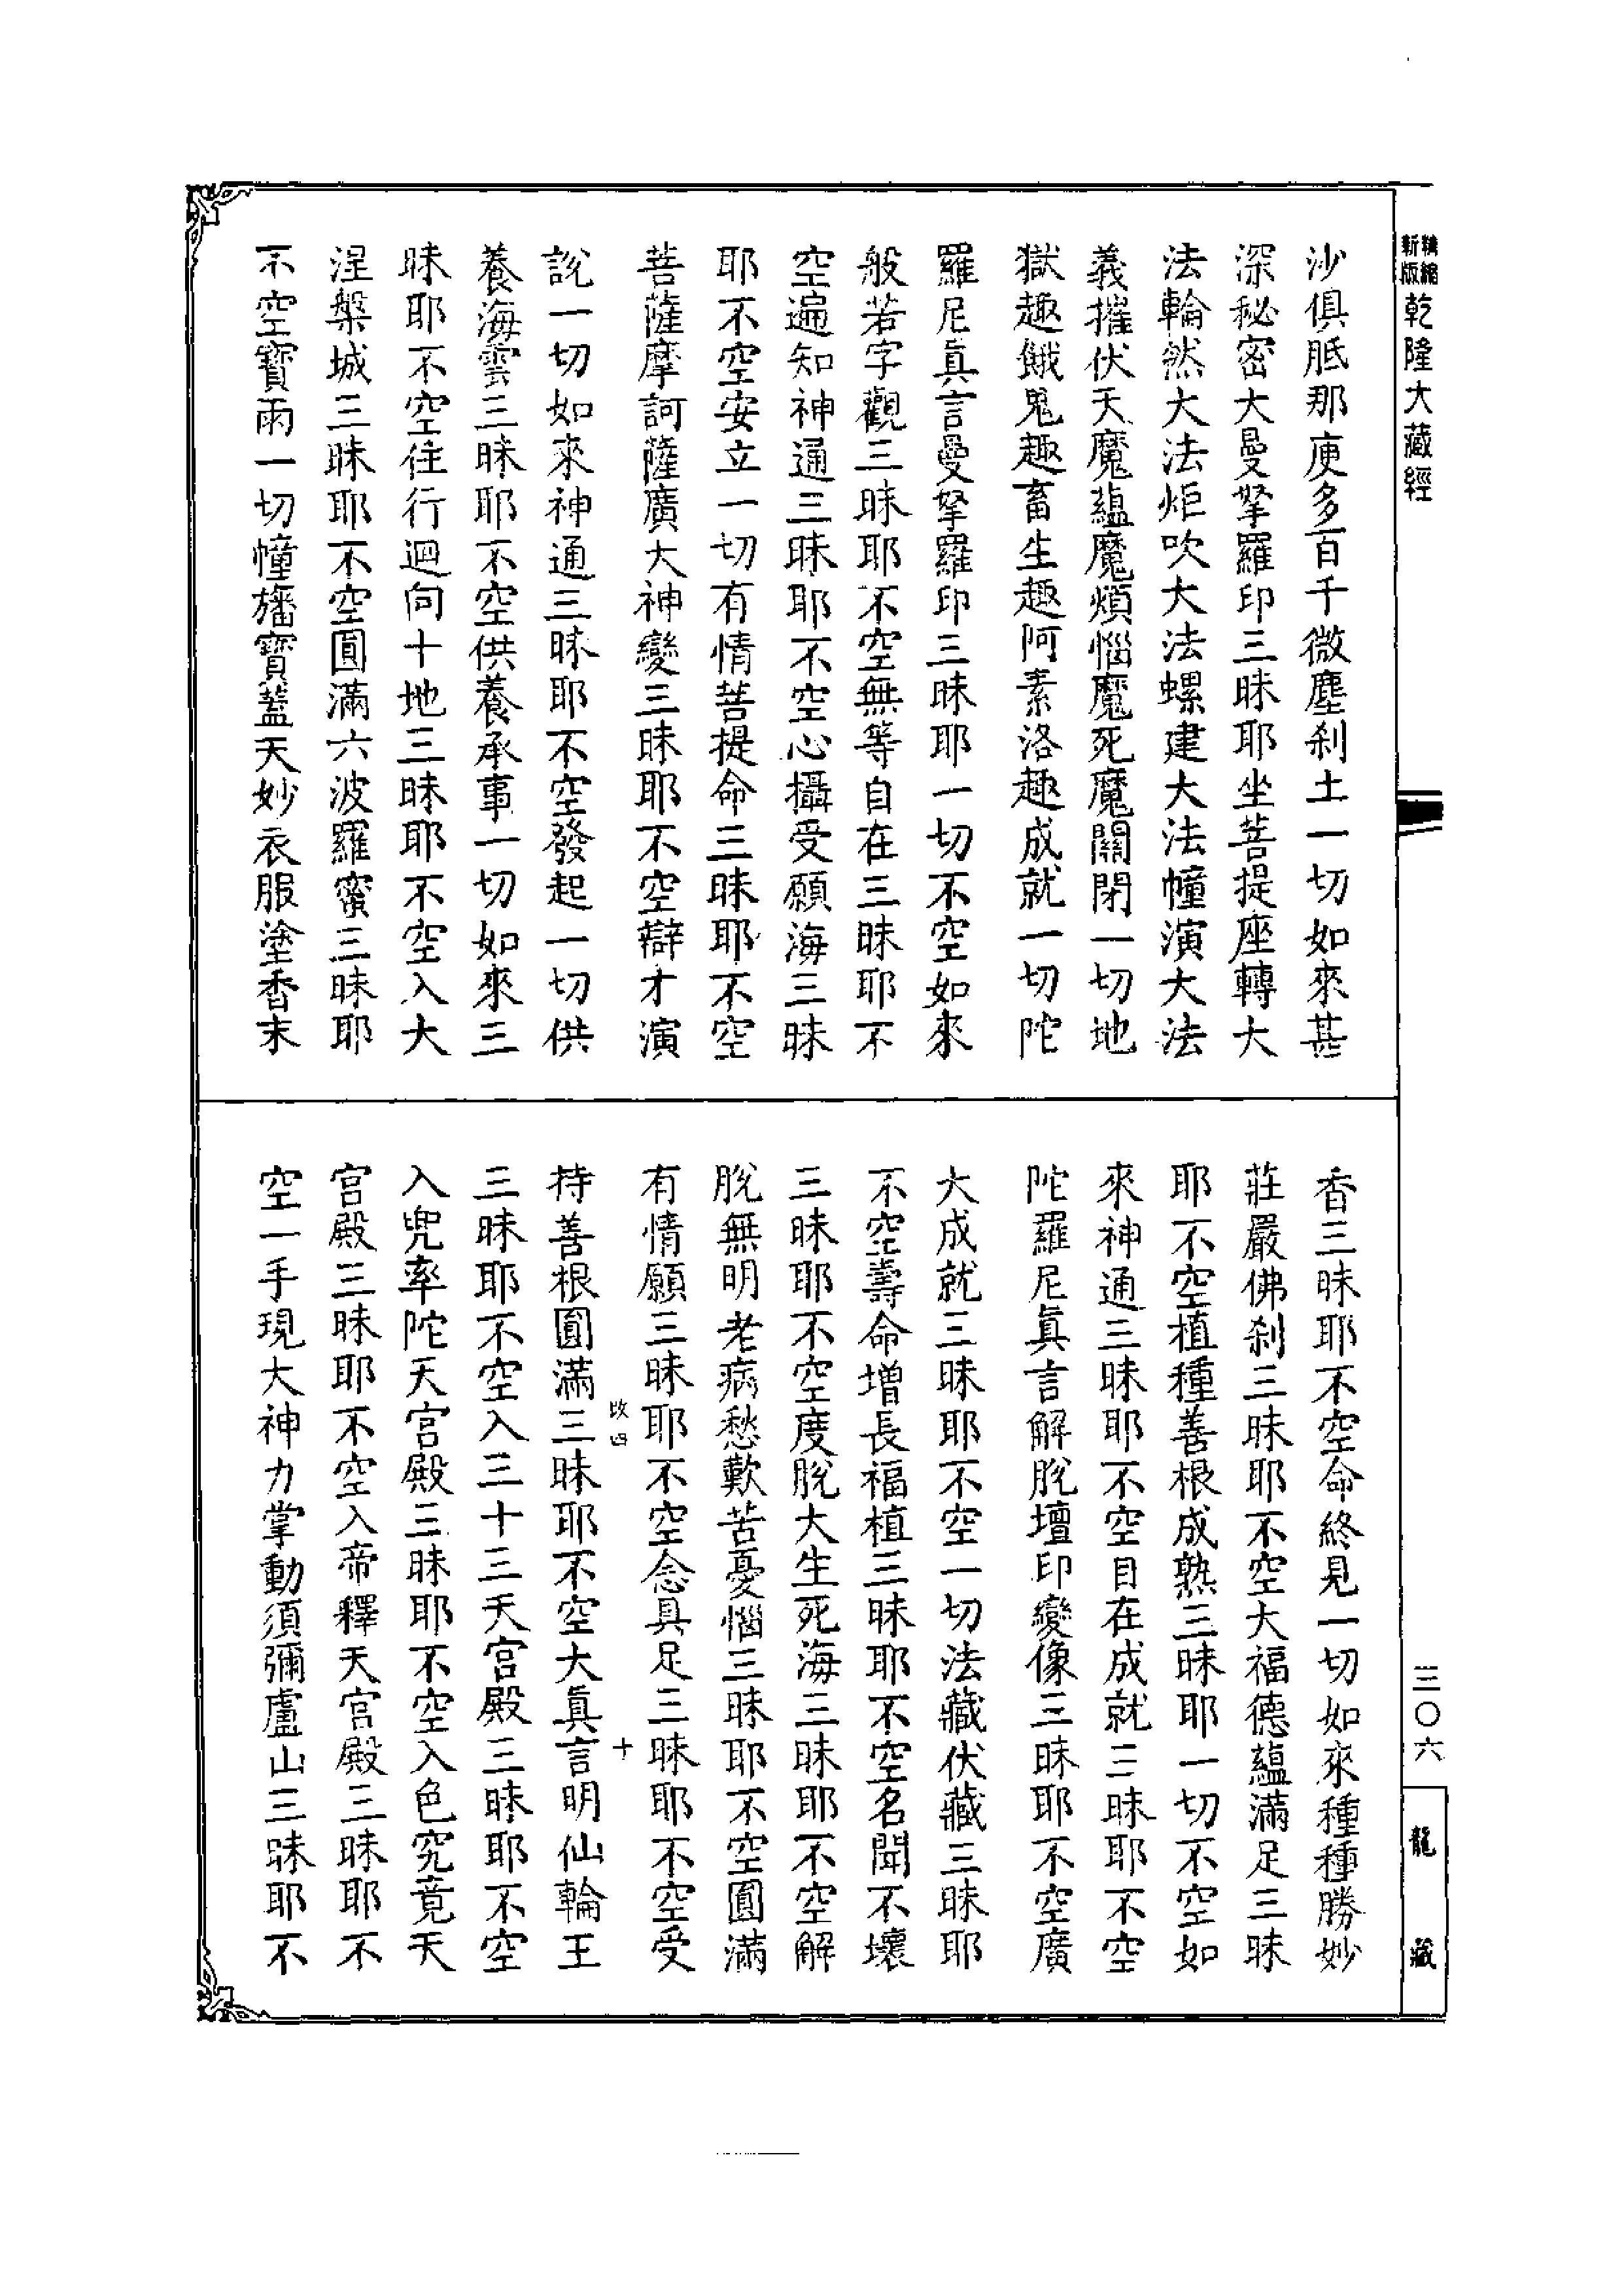 精縮新版乾隆大藏經
沙俱胝那庾多百千微塵刹土一切如來甚
深秘密大曼拏羅印三昧耶坐菩提座轉大
法輪然大法炬吹大法螺建大法幢演大法
義摧伏天魔蘊魔煩惱魔死魔關閉一切地
獄趣餓鬼趣畜生趣阿素洛趣成就一切陀
羅尼真言曼拏羅印三昧耶一切不空如來
般若字觀三昧耶不空無等自在三昧耶不
空遍知神通三昧耶不空心攝受願海三昧
耶不空安立一切有情菩提命三昧耶不空
菩薩摩訶薩廣大神變三昧耶不空辯才演
說一切如來神通三昧耶不空發起一切供
養海雲三昧耶不空供養承事一切如來三
昧耶不空住行迴向十地三昧耶不空入大
涅槃城三昧耶不空圓滿六波羅蜜三昧耶
不空寶雨一切幢旛寶蓋天妙衣服塗香末
香三昧耶不空命終見一切如來種種勝妙
莊嚴佛刹三昧耶不空大福德蘊滿足三昧
耶不空植種善根成熟三昧耶一切不空如
來神通三昧耶不空自在成就三昧耶不空
陀羅尼真言解脫壇印變像三昧耶不空廣
大成就三昧耶不空一切法藏伏藏三昧耶
不空壽命增長福植三昧耶不空名聞不壞
三昧耶不空度脫大生死海三昧耶不空解
脫無明老病愁歎苦憂惱三昧耶不空圓滿
有情願三昧耶不空念具足三昧耶不空受
改四 十
持善根圓滿三昧耶不空大真言明仙輪王
三昧耶不空入三十三天宮殿三昧耶不空
入兜率陀天宮殿三昧耶不空入色究竟天
宮殿三昧耶不空入帝釋天宮殿三昧耶不
空一手現大神力掌動須彌盧山三昧耶不
三〇六
龍藏